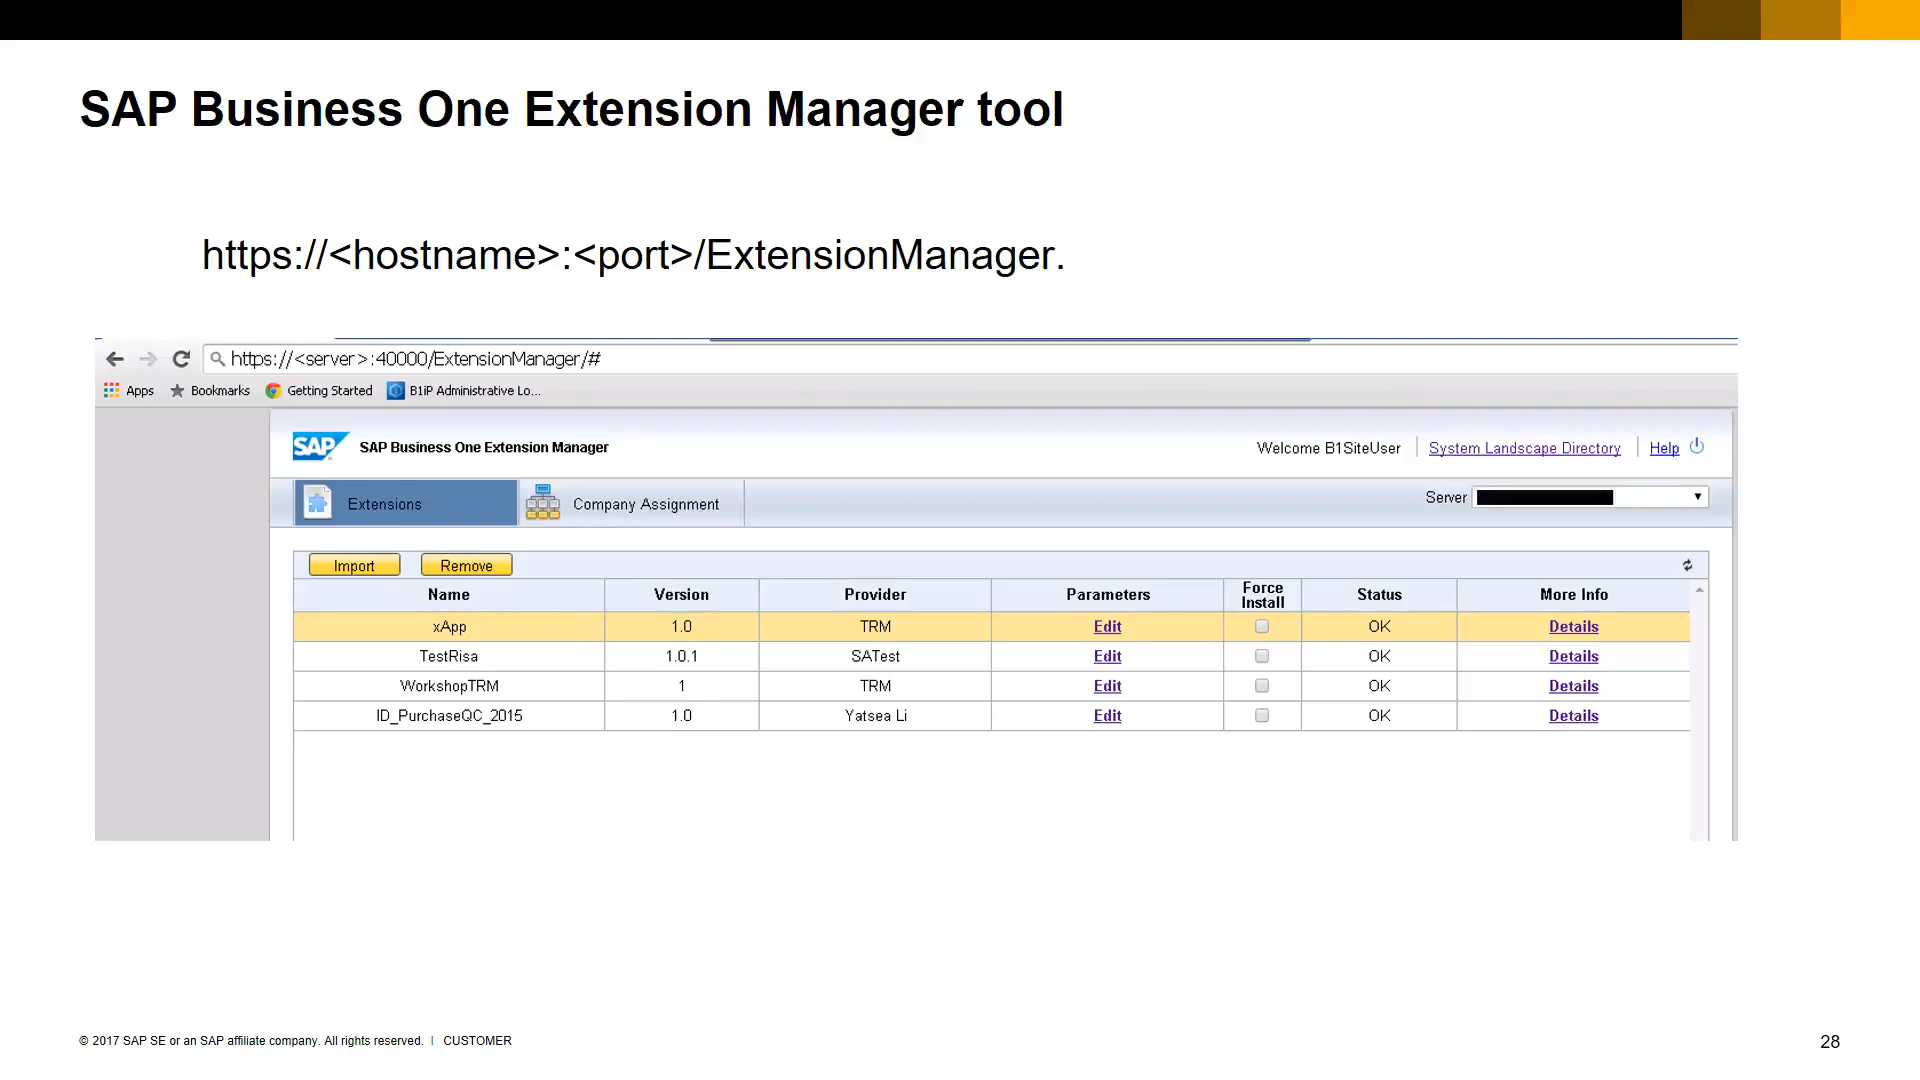 SAP Business One Extension Manager tool
https://<hostname>:<port>/ExtensionManager.
https://<server>:40000/ExtensionManager/#
Apps Bookmarks Getting Started B1iP Administrative Lo...
SAP SAP Business One Extension Manager Welcome B1SiteUser System Landscape Directory Help
Extensions Company Assignment Server
Import Remove
Name Version Provider Parameters Force Install Status More Info
xApp 1.0 TRM Edit OK Details
TestRisa 1.0.1 SATest Edit OK Details
WorkshopTRM 1 TRM Edit OK Details
ID_PurchaseQC_2015 1.0 Yatsea Li Edit OK Details
© 2017 SAP SE or an SAP affiliate company. All rights reserved. | CUSTOMER 28